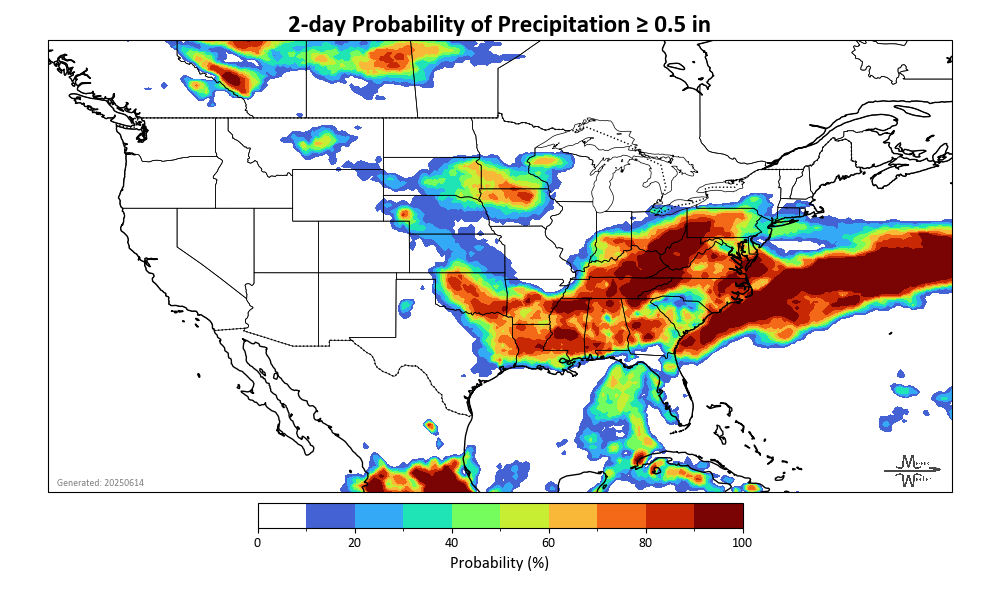 2-day Probability of Precipitation ≥ 0.5 in
Generated: 20250614
0 20 40 60 80 100
Probability (%)